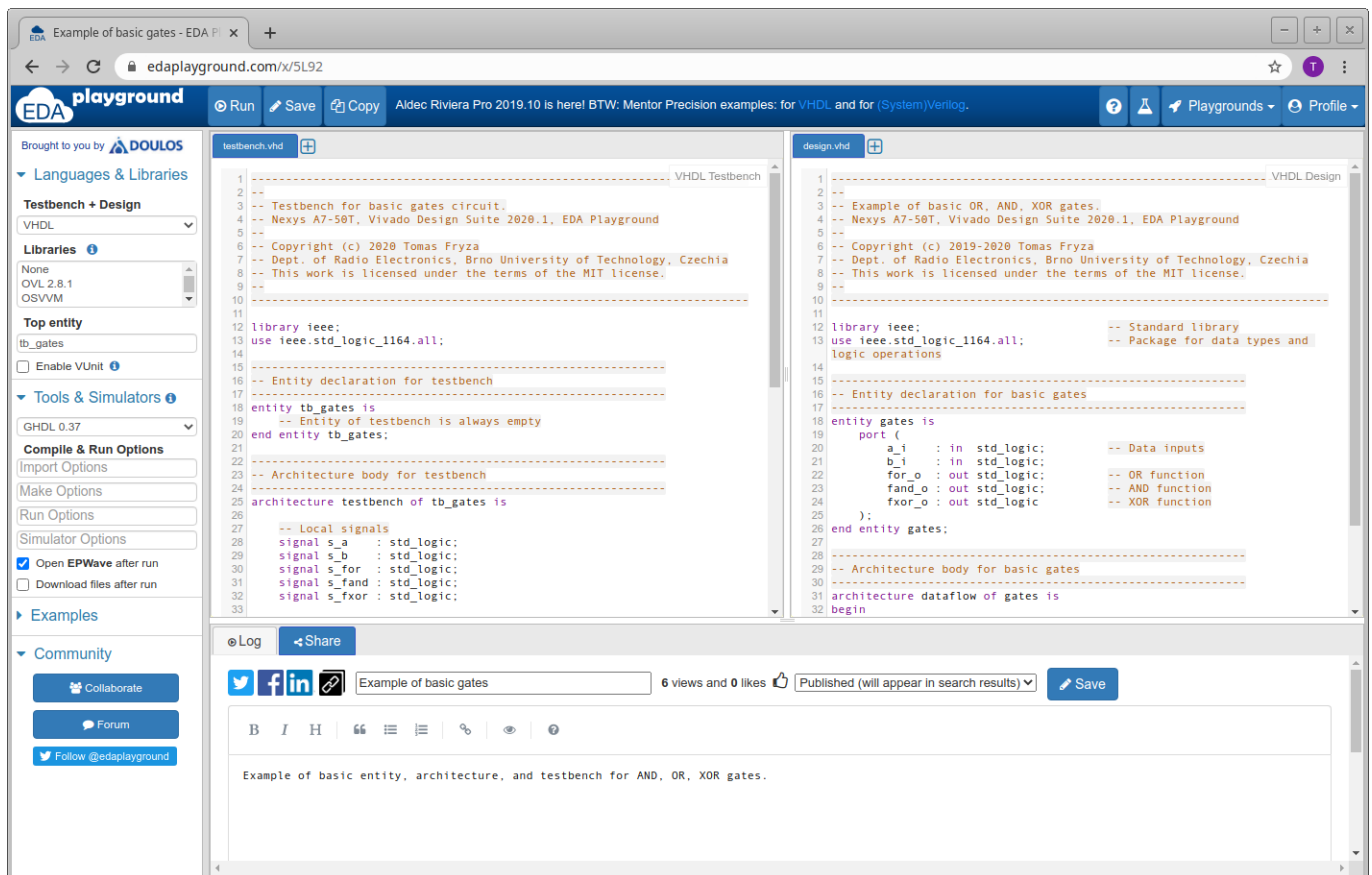 Example of basic gates - EDA Pl
edaplayground.com/x/5L92
T
EDA playground
Run
Save
Copy
Aldec Riviera Pro 2019.10 is here! BTW: Mentor Precision examples: for VHDL and for (System)Verilog.
Playgrounds
Profile
Brought to you by DOULOS
Languages & Libraries
Testbench + Design
VHDL
Libraries
None
OVL 2.8.1
OSVVM
Top entity
tb_gates
Enable VUnit
Tools & Simulators
GHDL 0.37
Compile & Run Options
Import Options
Make Options
Run Options
Simulator Options
Open EPWave after run
Download files after run
Examples
Community
Collaborate
Forum
Follow @edaplayground
testbench.vhd
VHDL Testbench
1 --------------------------------------------------------------
2 --
3 -- Testbench for basic gates circuit.
4 -- Nexys A7-50T, Vivado Design Suite 2020.1, EDA Playground
5 --
6 -- Copyright (c) 2020 Tomas Fryza
7 -- Dept. of Radio Electronics, Brno University of Technology, Czechia
8 -- This work is licensed under the terms of the MIT license.
9 --
10 ------------------------------------------------------------------------
11
12 library ieee;
13 use ieee.std_logic_1164.all;
14
15 ------------------------------------------------------------
16 -- Entity declaration for testbench
17 ------------------------------------------------------------
18 entity tb_gates is
19     -- Entity of testbench is always empty
20 end entity tb_gates;
21
22 ------------------------------------------------------------
23 -- Architecture body for testbench
24 ------------------------------------------------------------
25 architecture testbench of tb_gates is
26
27     -- Local signals
28     signal s_a    : std_logic;
29     signal s_b    : std_logic;
30     signal s_for  : std_logic;
31     signal s_fand : std_logic;
32     signal s_fxor : std_logic;
33
design.vhd
VHDL Design
1 ---------------------------------------------------------------
2 --
3 -- Example of basic OR, AND, XOR gates.
4 -- Nexys A7-50T, Vivado Design Suite 2020.1, EDA Playground
5 --
6 -- Copyright (c) 2019-2020 Tomas Fryza
7 -- Dept. of Radio Electronics, Brno University of Technology, Czechia
8 -- This work is licensed under the terms of the MIT license.
9 --
10 ------------------------------------------------------------------------
11
12 library ieee;                           -- Standard library
13 use ieee.std_logic_1164.all;            -- Package for data types and
logic operations
14
15 ------------------------------------------------------------
16 -- Entity declaration for basic gates
17 ------------------------------------------------------------
18 entity gates is
19     port (
20         a_i    : in  std_logic;         -- Data inputs
21         b_i    : in  std_logic;
22         for_o  : out std_logic;         -- OR function
23         fand_o : out std_logic;         -- AND function
24         fxor_o : out std_logic          -- XOR function
25     );
26 end entity gates;
27
28 ------------------------------------------------------------
29 -- Architecture body for basic gates
30 ------------------------------------------------------------
31 architecture dataflow of gates is
32 begin
Log
Share
Example of basic gates
6 views and 0 likes
Published (will appear in search results)
Save
B I H
Example of basic entity, architecture, and testbench for AND, OR, XOR gates.